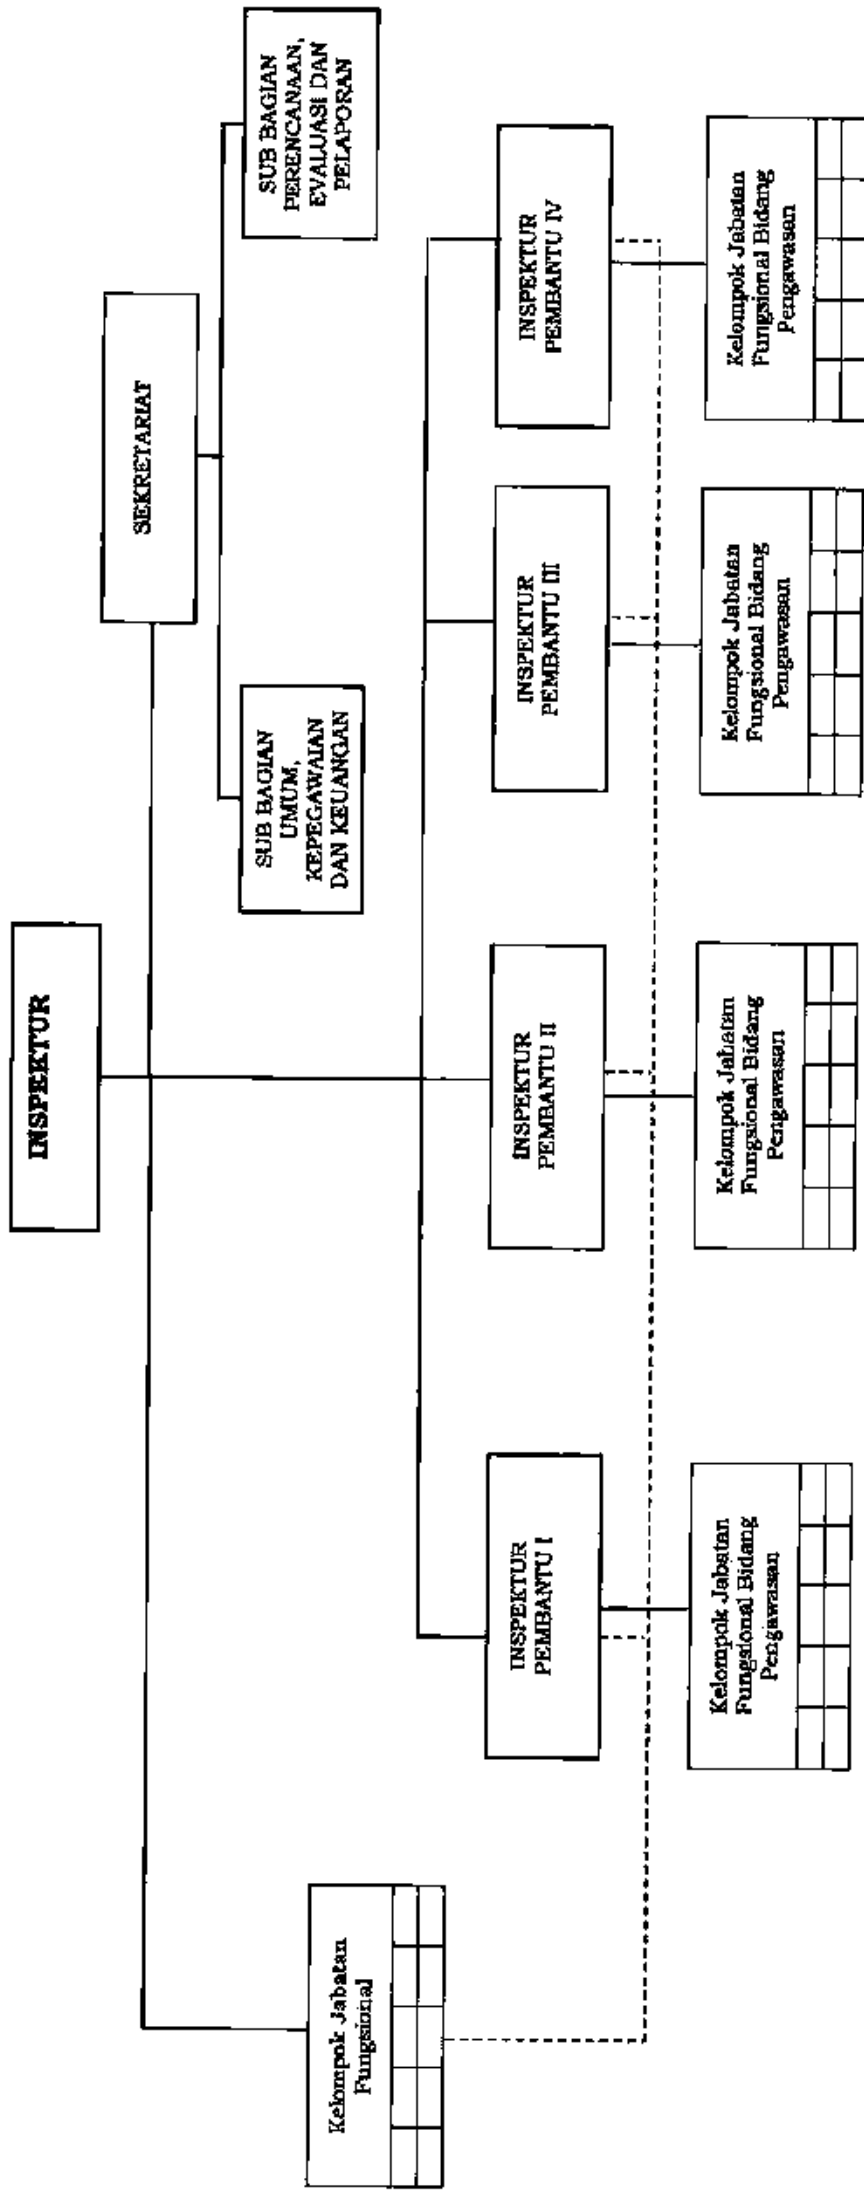 INSPEKTUR
SEKRETARIAT
SUB BAGIAN
UMUM,
KEPEGAWAIAN
DAN KEUANGAN
SUB BAGIAN
PERENCANAAN,
EVALUASI DAN
PELAPORAN
Kelompok Jabatan
Fungsional
INSPEKTUR
PEMBANTU I
INSPEKTUR
PEMBANTU II
INSPEKTUR
PEMBANTU III
INSPEKTUR
PEMBANTU IV
Kelompok Jabatan
Fungsional Bidang
Pengawasan
Kelompok Jabatan
Fungsional Bidang
Pengawasan
Kelompok Jabatan
Fungsional Bidang
Pengawasan
Kelompok Jabatan
Fungsional Bidang
Pengawasan